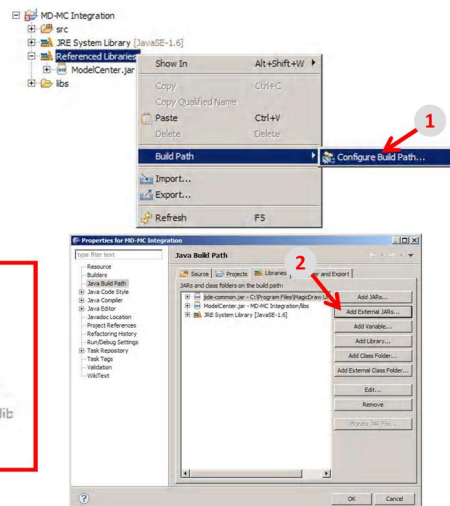 MD-MC Integration
src
JRE System Library [JavaSE-1.6]
Referenced Libraries
ModelCenter.jar
libs
Show In Alt+Shift+W
Copy Ctrl+C
Copy Qualified Name
Paste Ctrl+V
Delete Delete
Build Path
Import...
Export...
Refresh F5
1
Configure Build Path...
Properties for MD-MC Integration
type filter text
Resource
Builders
Java Build Path
Java Code Style
Java Compiler
Java Editor
Javadoc Location
Project References
Refactoring History
Run/Debug Settings
Task Repository
Task Tags
Validation
WikiText
Java Build Path
2
Source Projects Libraries and Export
JARs and class folders on the build path:
jide-common.jar - C:\Program Files\MagicDraw
ModelCenter.jar - MD-MC Integration/libs
JRE System Library [JavaSE-1.6]
Add JARs...
Add External JARs...
Add Variable...
Add Library...
Add Class Folder...
Add External Class Folder...
Edit...
Remove
Migrate JAR File...
OK Cancel
lib